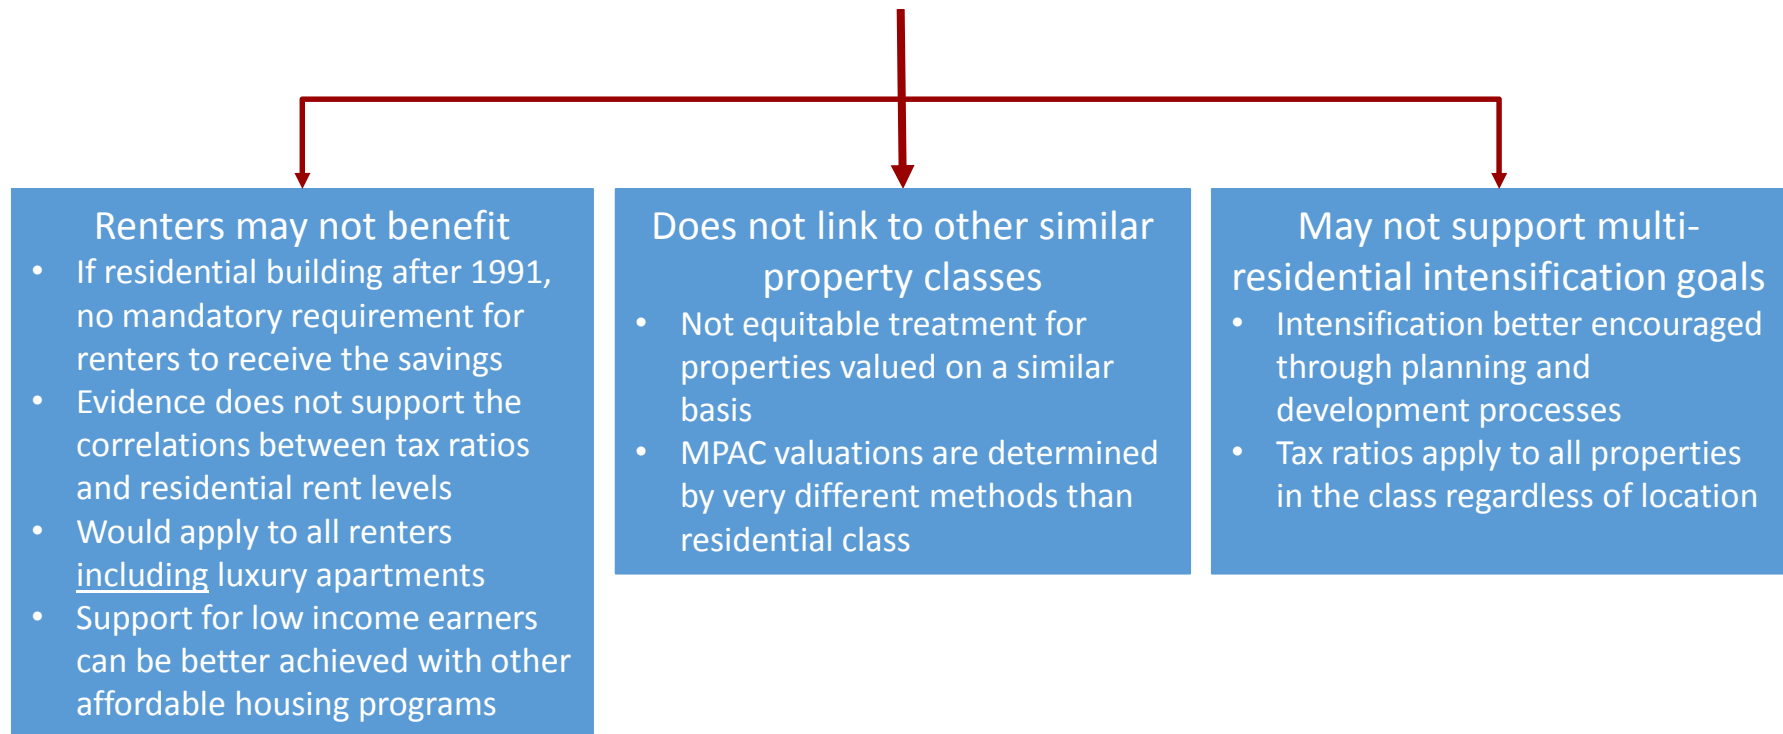 Renters may not benefit
• If residential building after 1991,
no mandatory requirement for
renters to receive the savings
• Evidence does not support the
correlations between tax ratios
and residential rent levels
• Would apply to all renters
including luxury apartments
• Support for low income earners
can be better achieved with other
affordable housing programs
Does not link to other similar
property classes
• Not equitable treatment for
properties valued on a similar
basis
• MPAC valuations are determined
by very different methods than
residential class
May not support multi-
residential intensification goals
• Intensification better encouraged
through planning and
development processes
• Tax ratios apply to all properties
in the class regardless of location